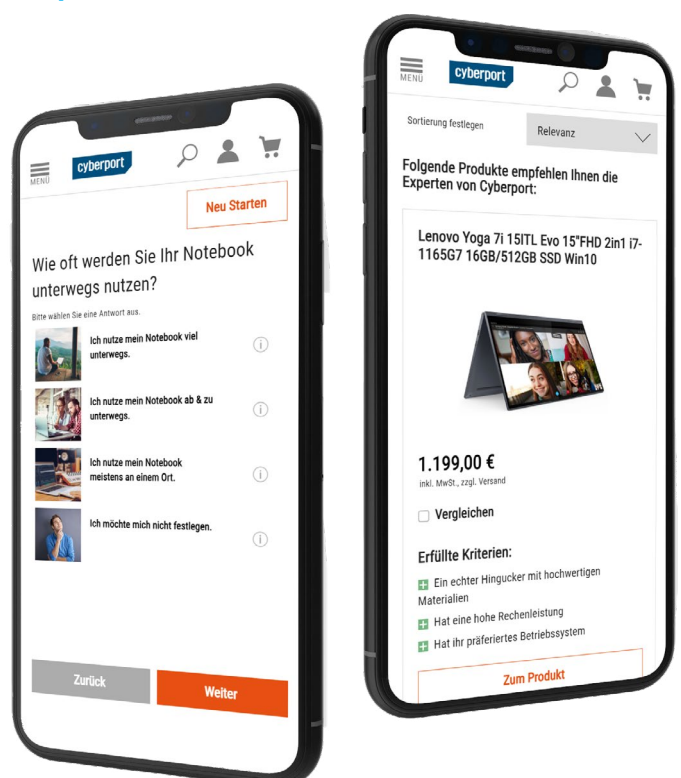 MENÜ
cyberport
Neu Starten
Wie oft werden Sie Ihr Notebook
unterwegs nutzen?
Bitte wählen Sie eine Antwort aus.
Ich nutze mein Notebook viel
unterwegs.
Ich nutze mein Notebook ab & zu
unterwegs.
Ich nutze mein Notebook
meistens an einem Ort.
Ich möchte mich nicht festlegen.
Zurück
Weiter
MENÜ
cyberport
Sortierung festlegen
Relevanz
Folgende Produkte empfehlen Ihnen die
Experten von Cyberport:
Lenovo Yoga 7i 15ITL Evo 15"FHD 2in1 i7-
1165G7 16GB/512GB SSD Win10
1.199,00 €
inkl. MwSt., zzgl. Versand
Vergleichen
Erfüllte Kriterien:
Ein echter Hingucker mit hochwertigen
Materialien
Hat eine hohe Rechenleistung
Hat ihr präferiertes Betriebssystem
Zum Produkt